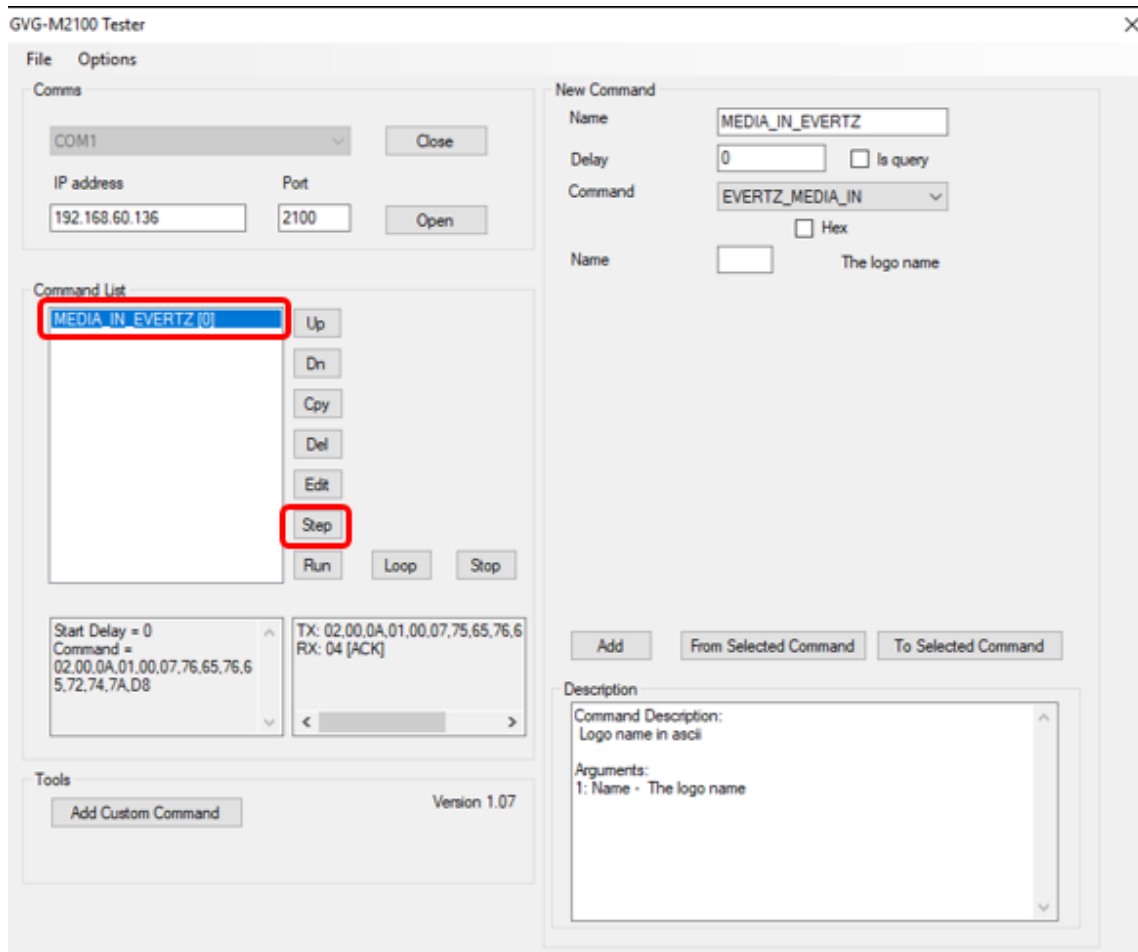 GVG-M2100 Tester
File Options
Comms
COM1
Close
IP address Port
192.168.60.136 2100 Open
Command List
MEDIA_IN_EVERTZ [0]
Up
Dn
Cpy
Del
Edit
Step
Run Loop Stop
Start Delay = 0
Command =
02,00,0A,01,00,07,76,65,76,6
5,72,74,7A,D8
TX: 02,00,0A,01,00,07,75,65,76,6
RX: 04 [ACK]
Tools
Add Custom Command Version 1.07
New Command
Name MEDIA_IN_EVERTZ
Delay 0 Is query
Command EVERTZ_MEDIA_IN
Hex
Name The logo name
Add From Selected Command To Selected Command
Description
Command Description:
Logo name in ascii
Arguments:
1: Name - The logo name